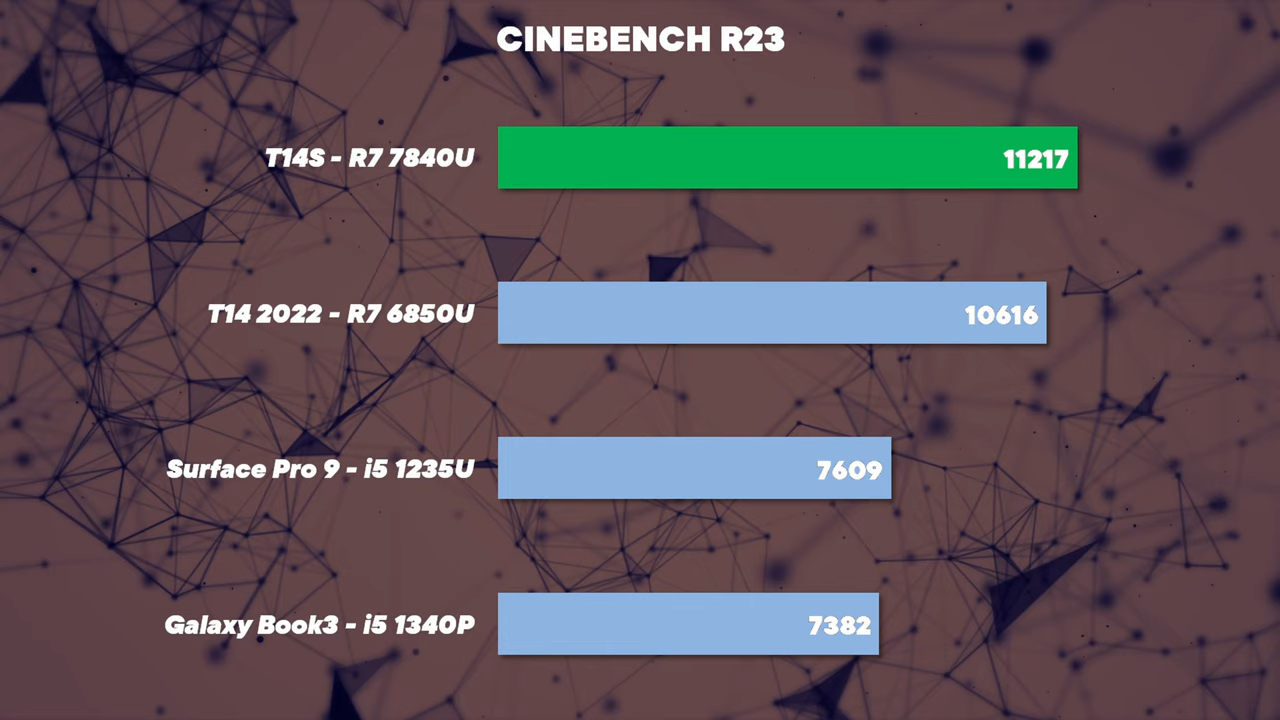 CINEBENCH R23
T14S - R7 7840U
11217
T14 2022 - R7 6850U
10616
Surface Pro 9 - i5 1235U
7609
Galaxy Book3 - i5 1340P
7382